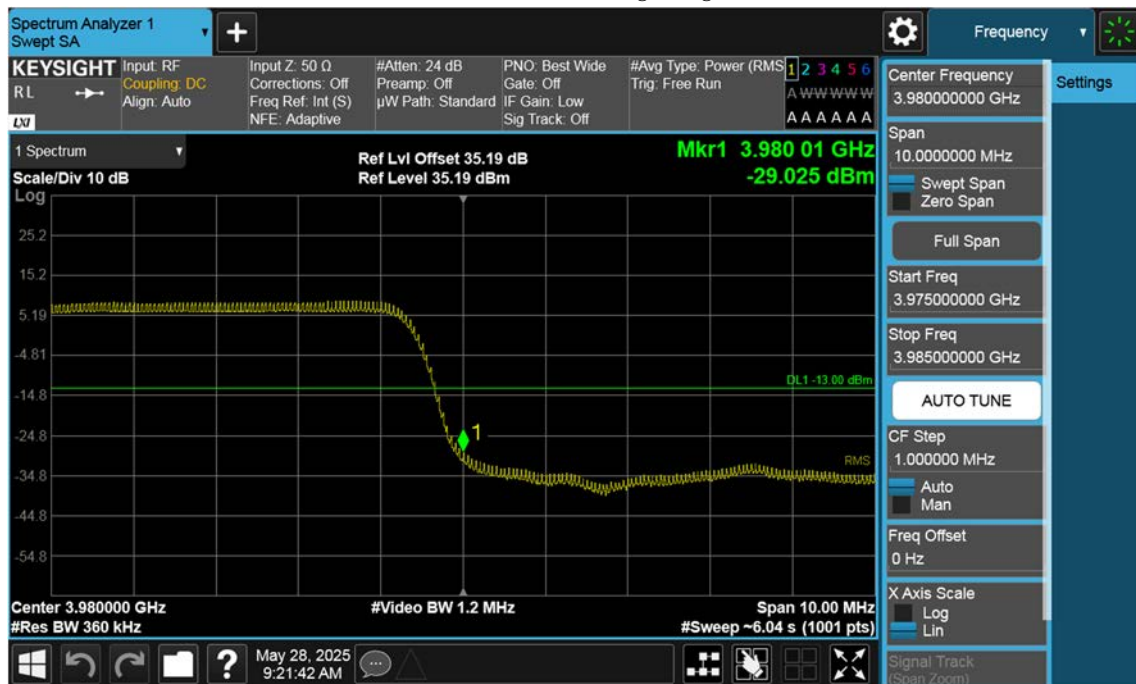 Spectrum Analyzer 1
Swept SA
Frequency
KEYSIGHT
RL
LXI
Input: RF
Coupling: DC
Align: Auto
Input Z: 50 Ω
Corrections: Off
Freq Ref: Int (S)
NFE: Adaptive
#Atten: 24 dB
Preamp: Off
µW Path: Standard
PNO: Best Wide
Gate: Off
IF Gain: Low
Sig Track: Off
#Avg Type: Power (RMS
Trig: Free Run
1 2 3 4 5 6
A W W W W W
A A A A A A
1 Spectrum
Scale/Div 10 dB
Ref Lvl Offset 35.19 dB
Ref Level 35.19 dBm
Mkr1 3.980 01 GHz
-29.025 dBm
Log
25.2
15.2
5.19
-4.81
-14.8
-24.8
-34.8
-44.8
-54.8
DL1 -13.00 dBm
1
RMS
Center 3.980000 GHz
#Res BW 360 kHz
#Video BW 1.2 MHz
Span 10.00 MHz
#Sweep ~6.04 s (1001 pts)
Center Frequency
3.980000000 GHz
Settings
Span
10.0000000 MHz
Swept Span
Zero Span
Full Span
Start Freq
3.975000000 GHz
Stop Freq
3.985000000 GHz
AUTO TUNE
CF Step
1.000000 MHz
Auto
Man
Freq Offset
0 Hz
X Axis Scale
Log
Lin
Signal Track
(Span Zoom)
?
May 28, 2025
9:21:42 AM